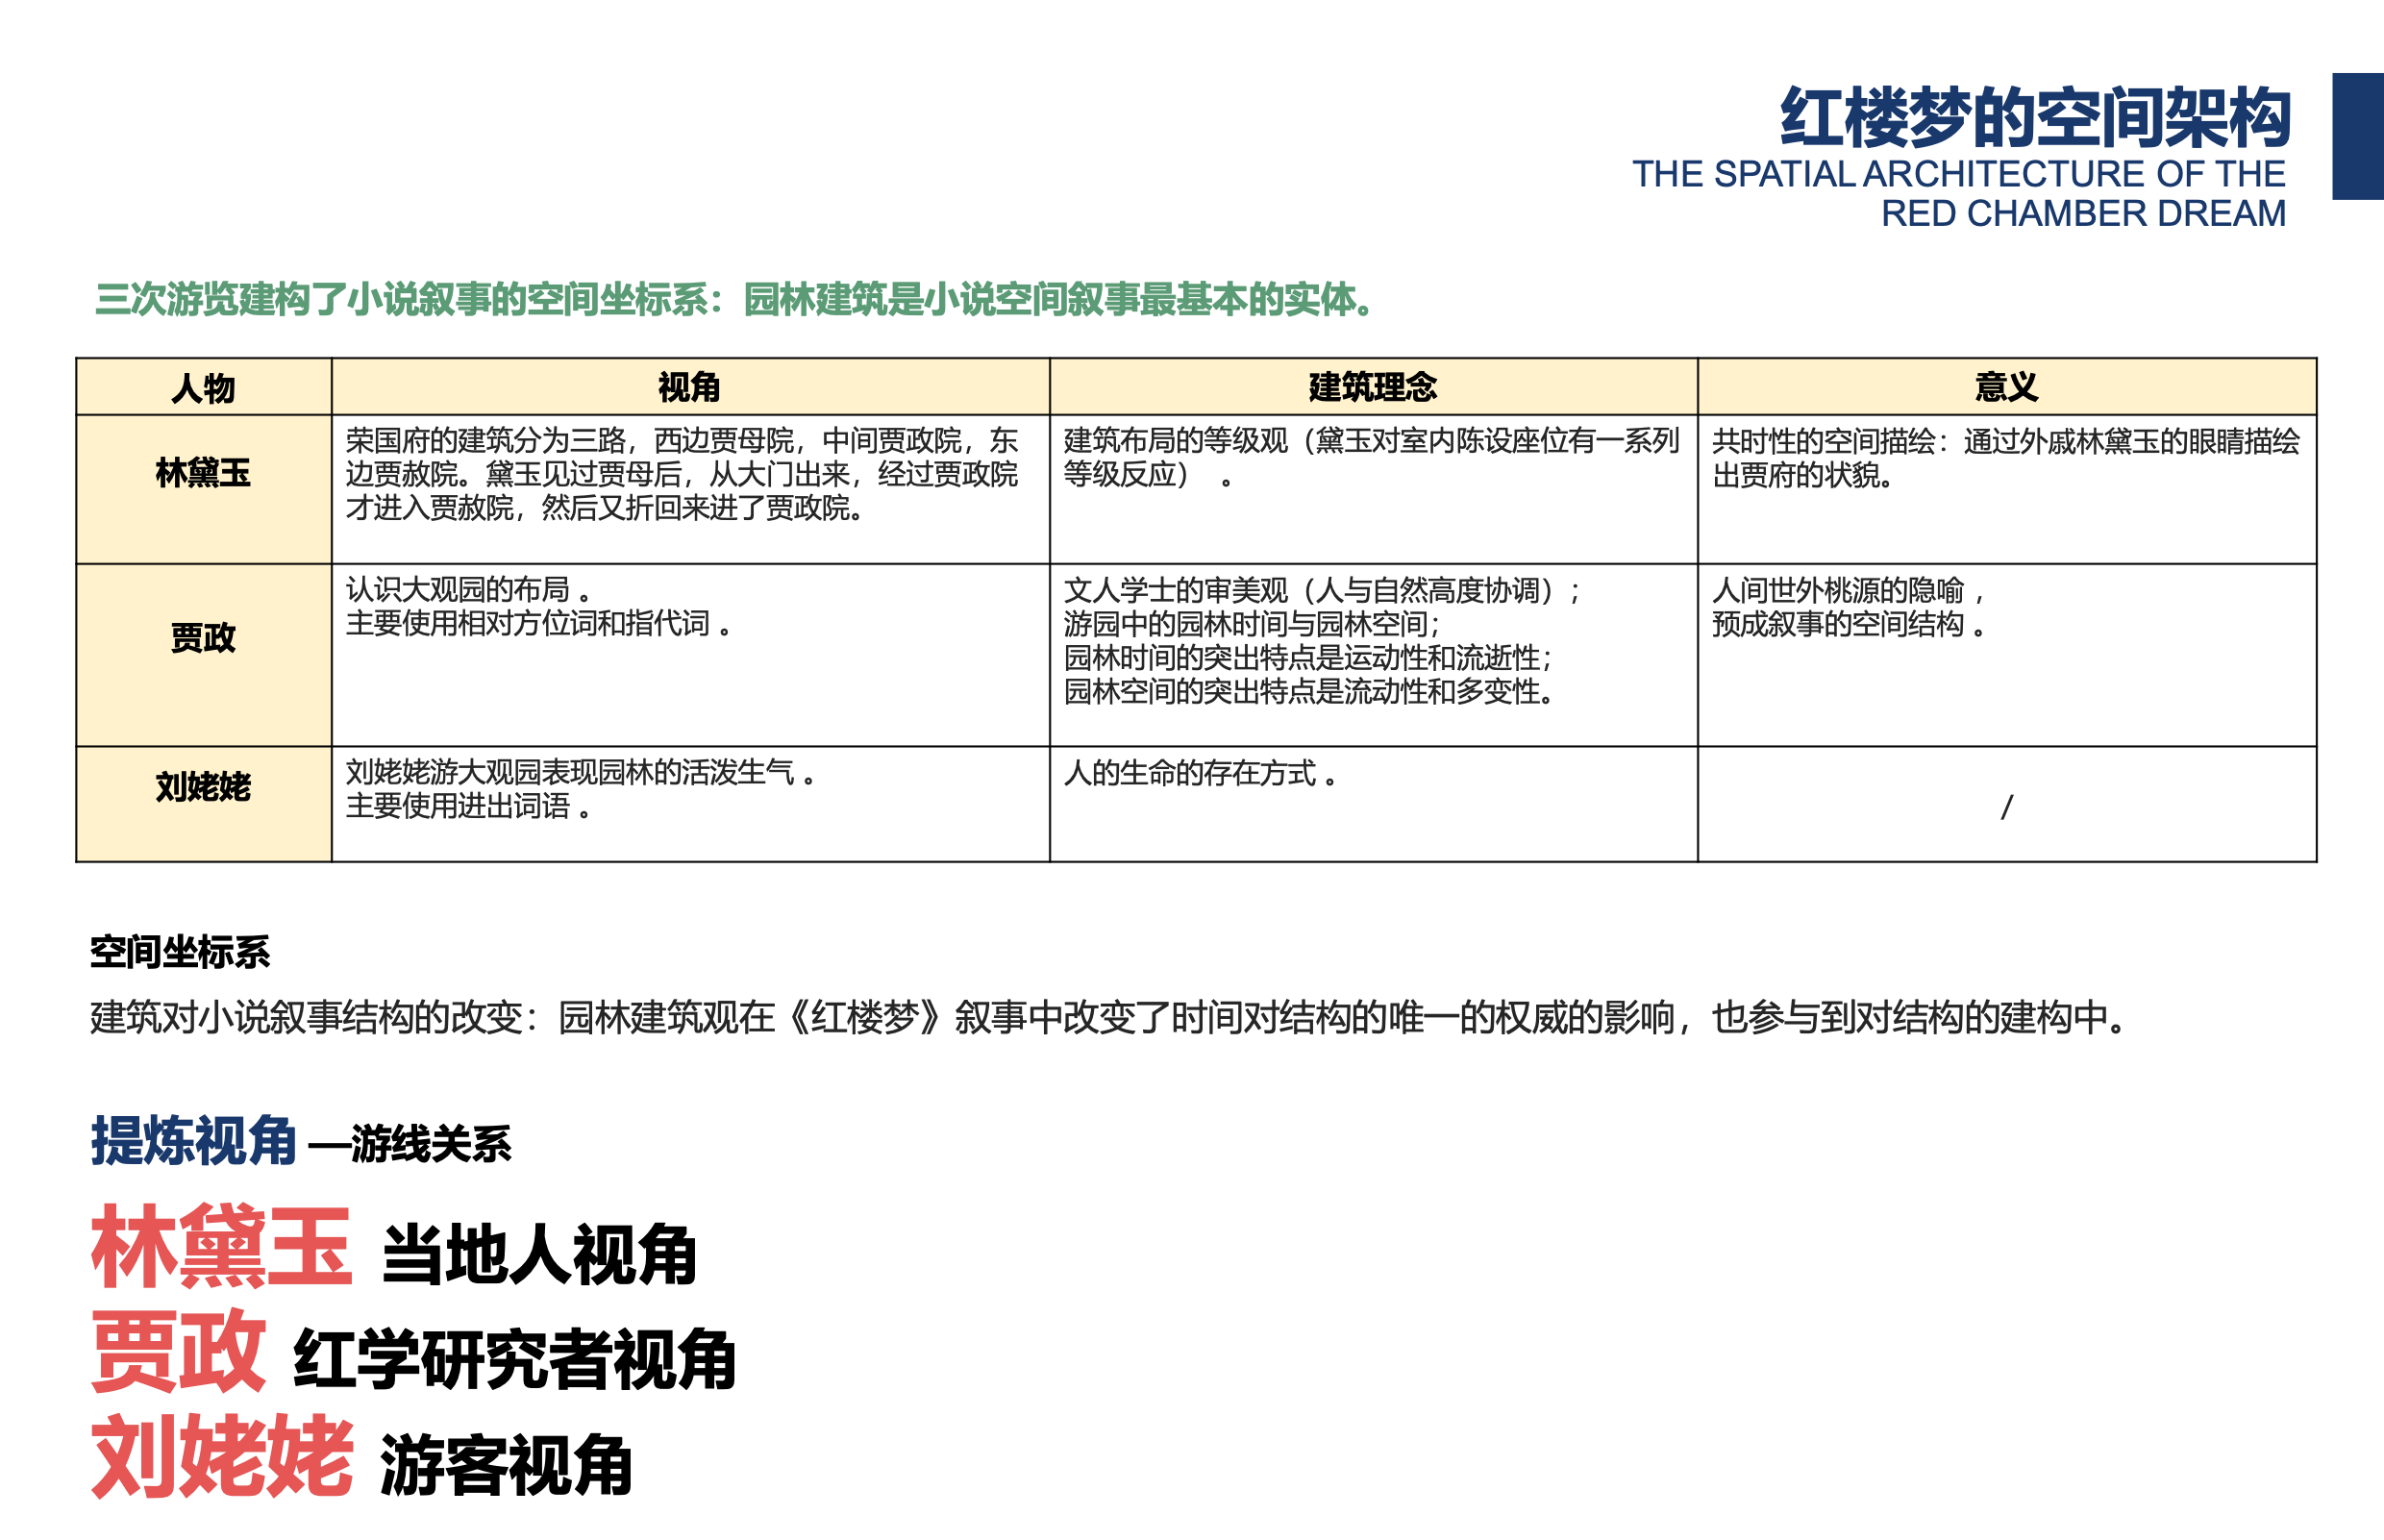 红楼梦的空间架构
THE SPATIAL ARCHITECTURE OF THE
RED CHAMBER DREAM
三次游览建构了小说叙事的空间坐标系：园林建筑是小说空间叙事最基本的实体。
人物
视角
建筑理念
意义
林黛玉
荣国府的建筑分为三路，西边贾母院，中间贾政院，东
边贾赦院。黛玉见过贾母后，从大门出来，经过贾政院
才进入贾赦院，然后又折回来进了贾政院。
建筑布局的等级观（黛玉对室内陈设座位有一系列
等级反应） 。
共时性的空间描绘：通过外戚林黛玉的眼睛描绘
出贾府的状貌。
贾政
认识大观园的布局 。
主要使用相对方位词和指代词 。
文人学士的审美观（人与自然高度协调）；
游园中的园林时间与园林空间；
园林时间的突出特点是运动性和流逝性；
园林空间的突出特点是流动性和多变性。
人间世外桃源的隐喻 ，
预成叙事的空间结构 。
刘姥姥
刘姥姥游大观园表现园林的活泼生气 。
主要使用进出词语 。
人的生命的存在方式 。
/
空间坐标系
建筑对小说叙事结构的改变：园林建筑观在《红楼梦》叙事中改变了时间对结构的唯一的权威的影响，也参与到对结构的建构中。
提炼视角 —游线关系
林黛玉 当地人视角
贾政 红学研究者视角
刘姥姥 游客视角